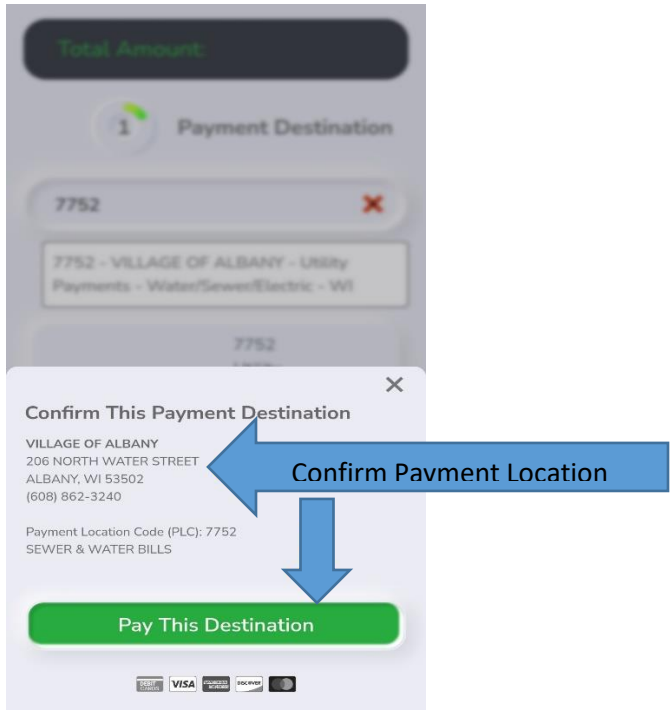 Total Amount:
1 Payment Destination
7752
7752 - VILLAGE OF ALBANY - Utility
Payments - Water/Sewer/Electric - WI
7752
Confirm This Payment Destination
VILLAGE OF ALBANY
206 NORTH WATER STREET
ALBANY, WI 53502
(608) 862-3240
Confirm Payment Location
Payment Location Code (PLC): 7752
SEWER & WATER BILLS
Pay This Destination
DEBIT CARDS VISA DISCOVER